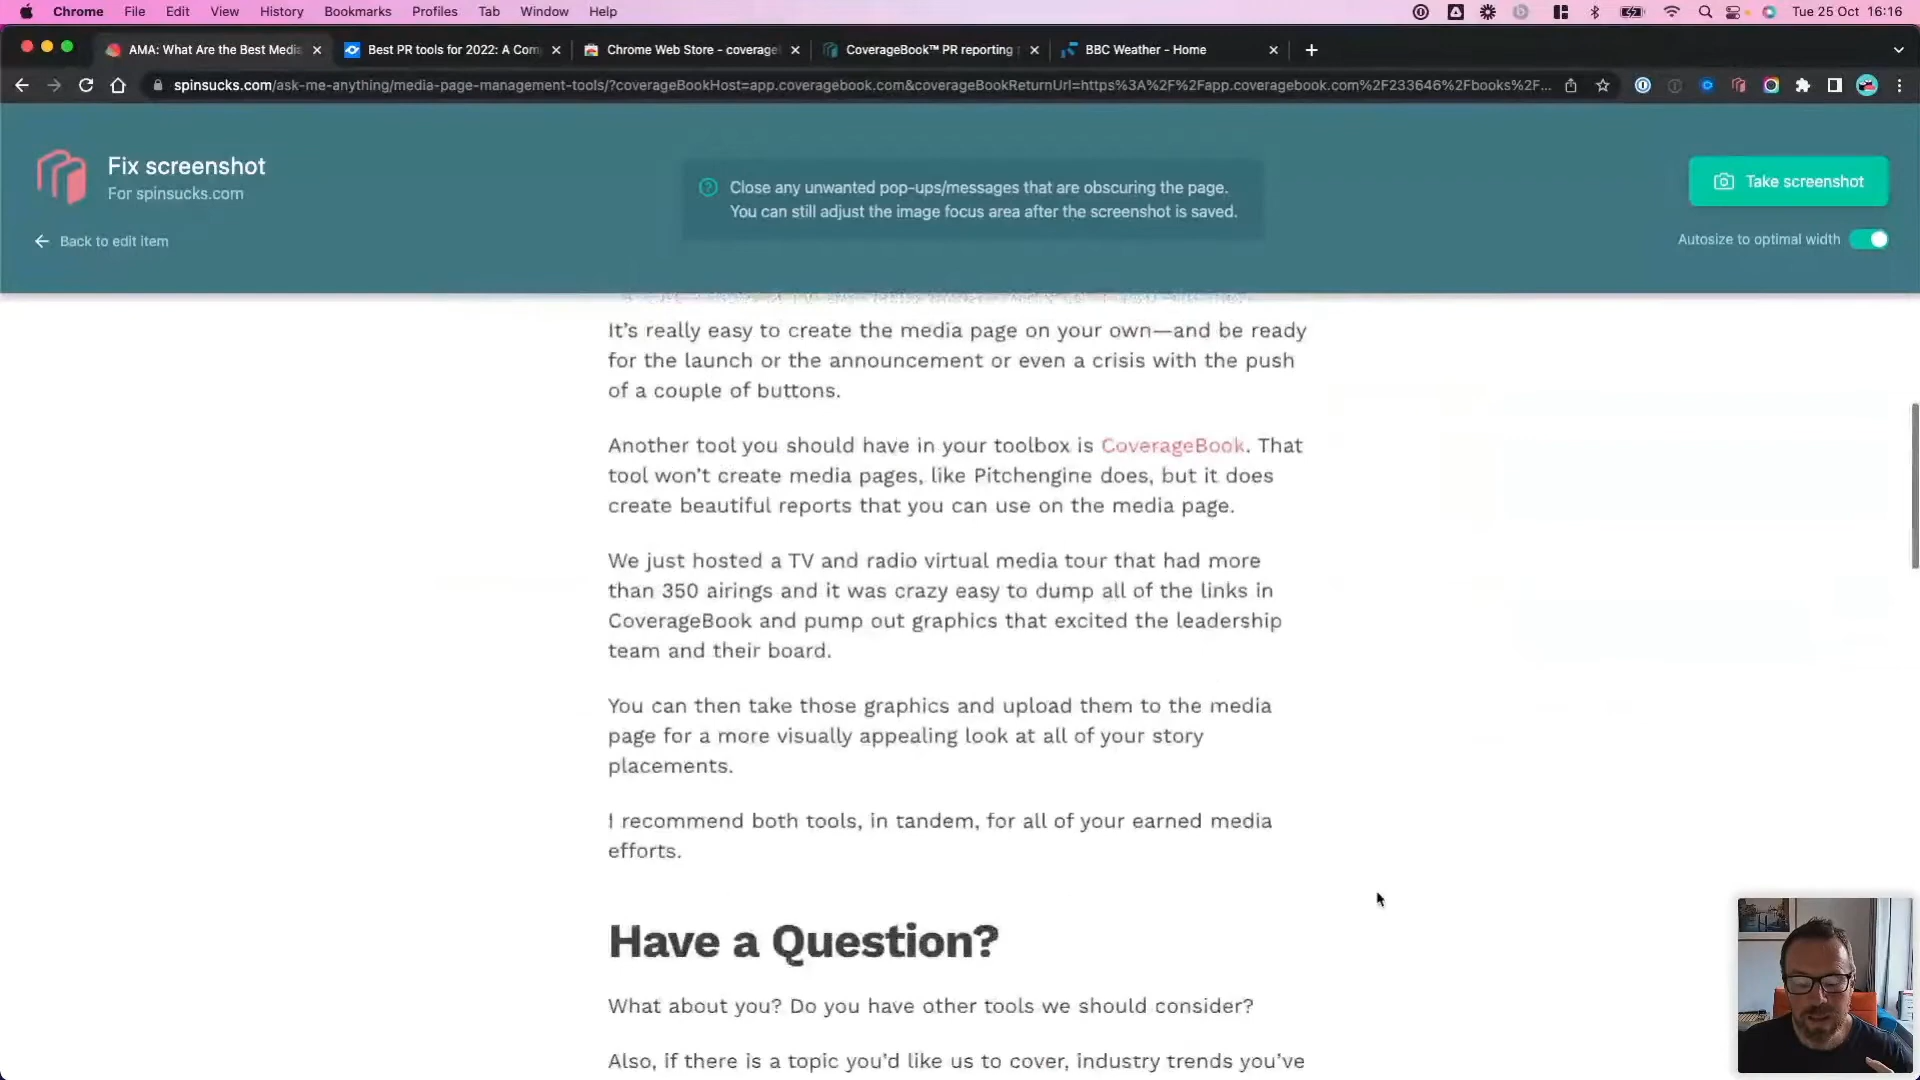 Chrome File Edit View History Bookmarks Profiles Tab Window Help Tue 25 Oct 16:16
AMA: What Are the Best Media Best PR tools for 2022: A Com Chrome Web Store - coverage CoverageBook™ PR reporting BBC Weather - Home
spinsucks.com/ask-me-anything/media-page-management-tools/?coverageBookHost=app.coveragebook.com&coverageBookReturnUrl=https%3A%2F%2Fapp.coveragebook.com%2F233646%2Fbooks%2F...
Fix screenshot
For spinsucks.com
Back to edit item
Close any unwanted pop-ups/messages that are obscuring the page.
You can still adjust the image focus area after the screenshot is saved.
Take screenshot
Autosize to optimal width
It's really easy to create the media page on your own—and be ready
for the launch or the announcement or even a crisis with the push
of a couple of buttons.
Another tool you should have in your toolbox is CoverageBook. That
tool won't create media pages, like Pitchengine does, but it does
create beautiful reports that you can use on the media page.
We just hosted a TV and radio virtual media tour that had more
than 350 airings and it was crazy easy to dump all of the links in
CoverageBook and pump out graphics that excited the leadership
team and their board.
You can then take those graphics and upload them to the media
page for a more visually appealing look at all of your story
placements.
I recommend both tools, in tandem, for all of your earned media
efforts.
Have a Question?
What about you? Do you have other tools we should consider?
Also, if there is a topic you'd like us to cover, industry trends you've